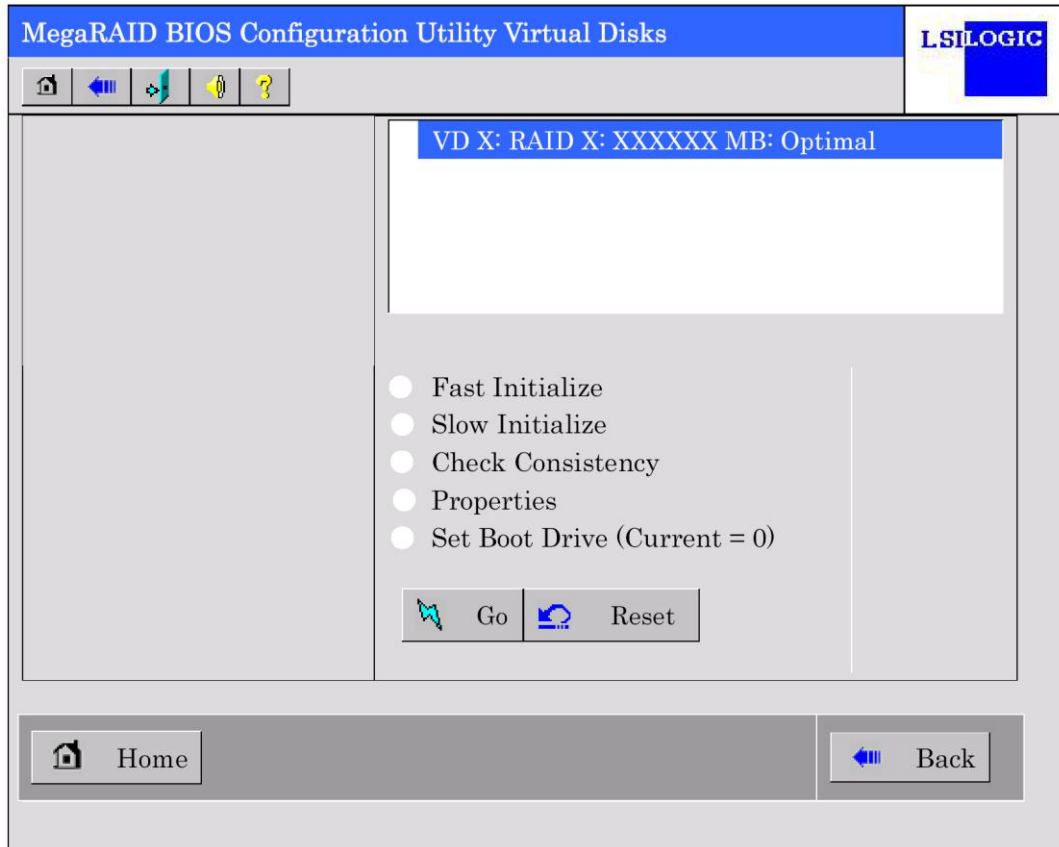 MegaRAID BIOS Configuration Utility Virtual Disks
LSILOGIC
VD X: RAID X: XXXXXX MB: Optimal
Fast Initialize
Slow Initialize
Check Consistency
Properties
Set Boot Drive (Current = 0)
Go Reset
Home Back